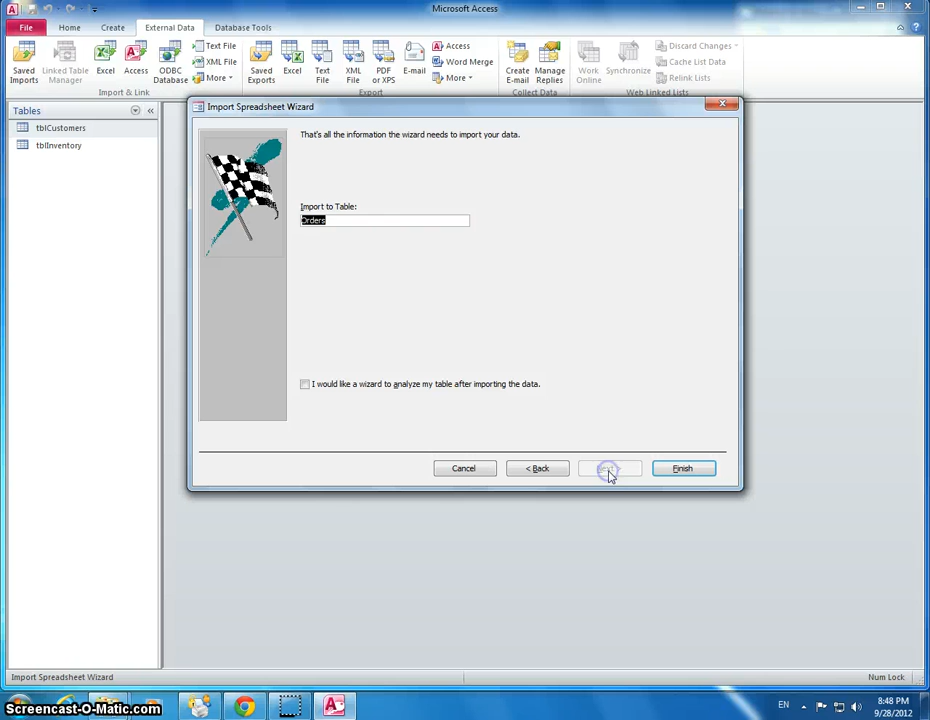 Microsoft Access
File Home Create External Data Database Tools
Saved Imports
Linked Table Manager
Excel
Access
ODBC Database
Text File
XML File
More
Import & Link
Saved Exports
Excel
Text File
XML File
PDF or XPS
E-mail
Access
Word Merge
More
Export
Create E-mail
Manage Replies
Collect Data
Work Online
Synchronize
Discard Changes
Cache List Data
Relink Lists
Web Linked Lists
Tables
tblCustomers
tblInventory
Import Spreadsheet Wizard
That's all the information the wizard needs to import your data.
Import to Table:
Orders
I would like a wizard to analyze my table after importing the data.
Cancel
< Back
Finish
Import Spreadsheet Wizard
Num Lock
EN
8:48 PM
9/28/2012
Screencast-O-Matic.com